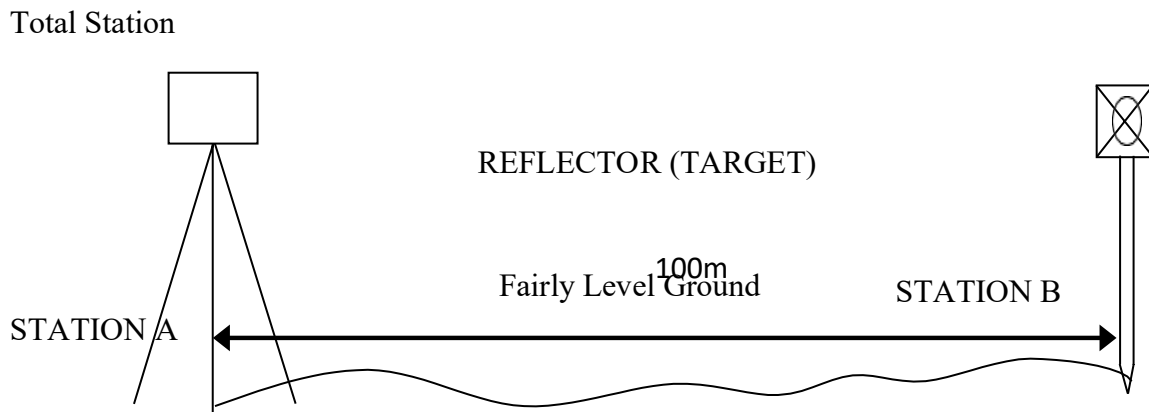 Total Station
REFLECTOR (TARGET)
100m
Fairly Level Ground
STATION B
STATION A